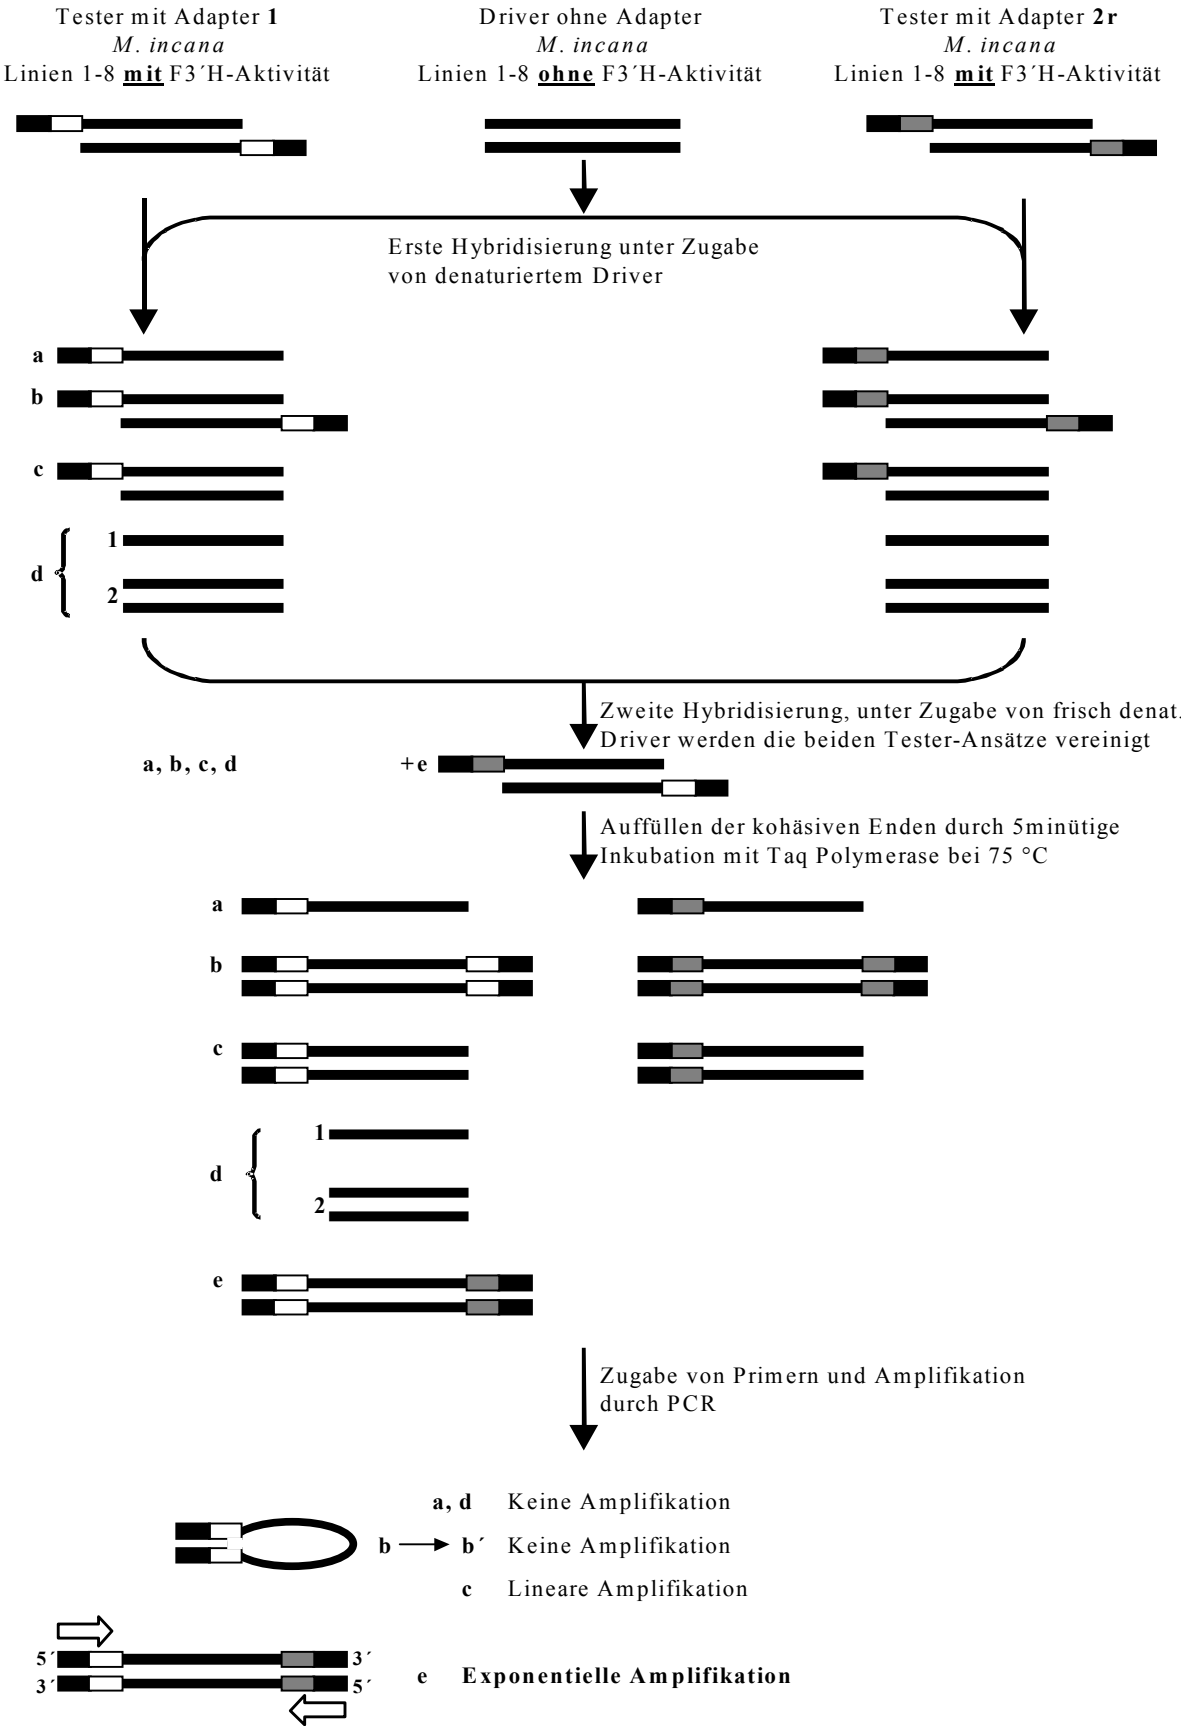 Tester mit Adapter 1
M. incana
Linien 1-8 mit F3´H-Aktivität
Driver ohne Adapter
M. incana
Linien 1-8 ohne F3´H-Aktivität
Tester mit Adapter 2r
M. incana
Linien 1-8 mit F3´H-Aktivität
Erste Hybridisierung unter Zugabe
von denaturiertem Driver
a
b
c
1
d
2
Zweite Hybridisierung, unter Zugabe von frisch denat.
Driver werden die beiden Tester-Ansätze vereinigt
a, b, c, d
+e
Auffüllen der kohäsiven Enden durch 5minütige
Inkubation mit Taq Polymerase bei 75 °C
a
b
c
1
d
2
e
Zugabe von Primern und Amplifikation
durch PCR
a, d Keine Amplifikation
b b´ Keine Amplifikation
c Lineare Amplifikation
5´ 3´
3´ 5´
e Exponentielle Amplifikation